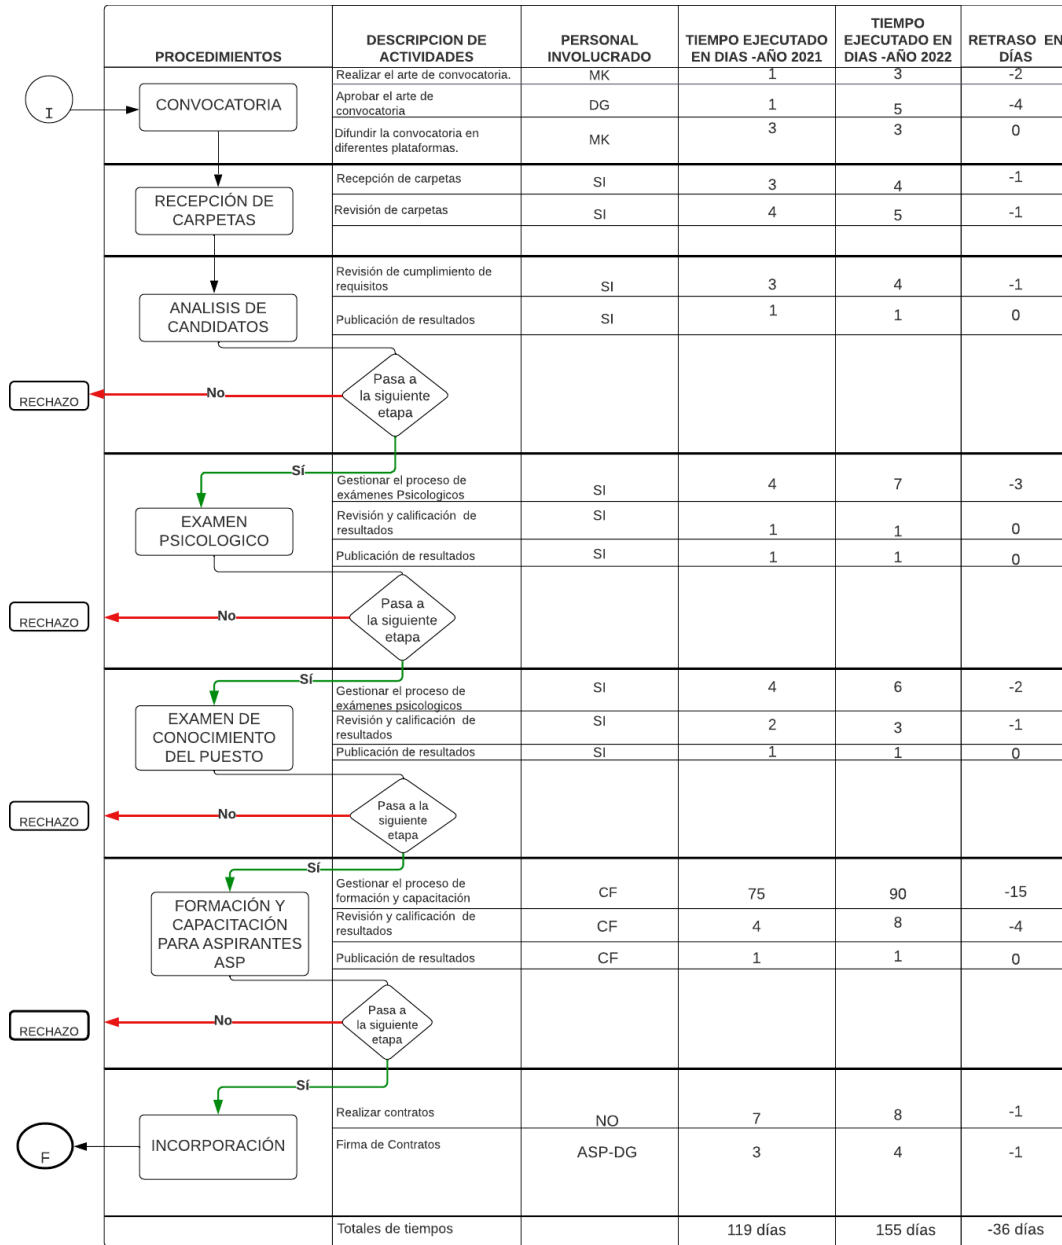 PROCEDIMIENTOS
DESCRIPCION DE
ACTIVIDADES
PERSONAL
INVOLUCRADO
TIEMPO EJECUTADO
EN DIAS -AÑO 2021
TIEMPO
EJECUTADO EN
DIAS -AÑO 2022
RETRASO EN
DÍAS
I
CONVOCATORIA
Realizar el arte de convocatoria.
MK
1
3
-2
Aprobar el arte de
convocatoria
DG
1
5
-4
Difundir la convocatoria en
diferentes plataformas.
MK
3
3
0
RECEPCIÓN DE
CARPETAS
Recepción de carpetas
SI
3
4
-1
Revisión de carpetas
SI
4
5
-1
ANALISIS DE
CANDIDATOS
Revisión de cumplimiento de
requisitos
SI
3
4
-1
Publicación de resultados
SI
1
1
0
Pasa a
la siguiente
etapa
No
RECHAZO
Sí
EXAMEN
PSICOLOGICO
Gestionar el proceso de
exámenes Psicologicos
SI
4
7
-3
Revisión y calificación de
resultados
SI
1
1
0
Publicación de resultados
SI
1
1
0
Pasa a
la siguiente
etapa
No
RECHAZO
Sí
EXAMEN DE
CONOCIMIENTO
DEL PUESTO
Gestionar el proceso de
exámenes psicologicos
SI
4
6
-2
Revisión y calificación de
resultados
SI
2
3
-1
Publicación de resultados
SI
1
1
0
Pasa a la
siguiente
etapa
No
RECHAZO
Sí
FORMACIÓN Y
CAPACITACIÓN
PARA ASPIRANTES
ASP
Gestionar el proceso de
formación y capacitación
CF
75
90
-15
Revisión y calificación de
resultados
CF
4
8
-4
Publicación de resultados
CF
1
1
0
Pasa a
la siguiente
etapa
No
RECHAZO
Sí
INCORPORACIÓN
F
Realizar contratos
NO
7
8
-1
Firma de Contratos
ASP-DG
3
4
-1
Totales de tiempos
119 días
155 días
-36 días